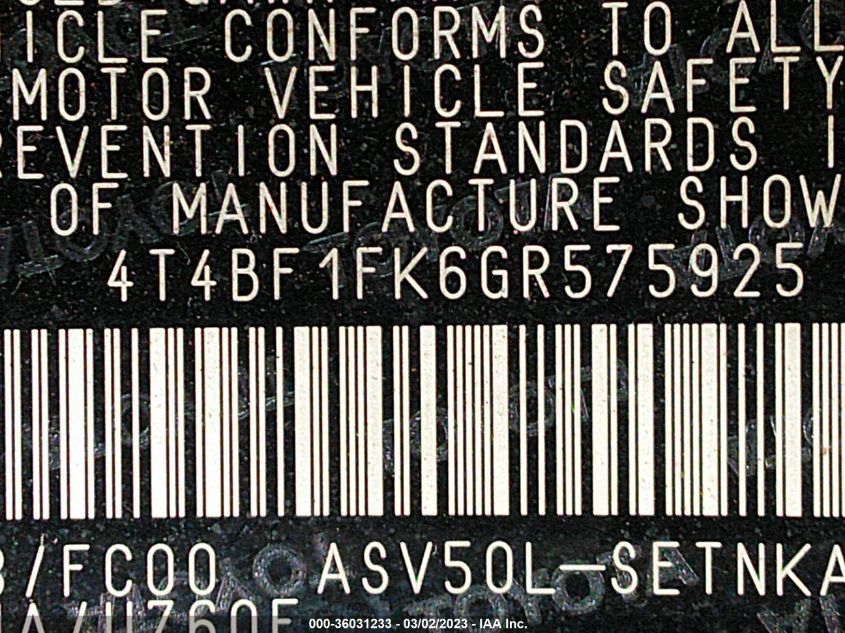 ICLE CONFORMS TO ALL
MOTOR VEHICLE SAFETY
REVENTION STANDARDS
OF MANUFACTURE SHOW
4T4BF1FK6GR575925
/FC00 ASV50L-SETNKA
000-36031233 - 03/02/2023 - IAA Inc.